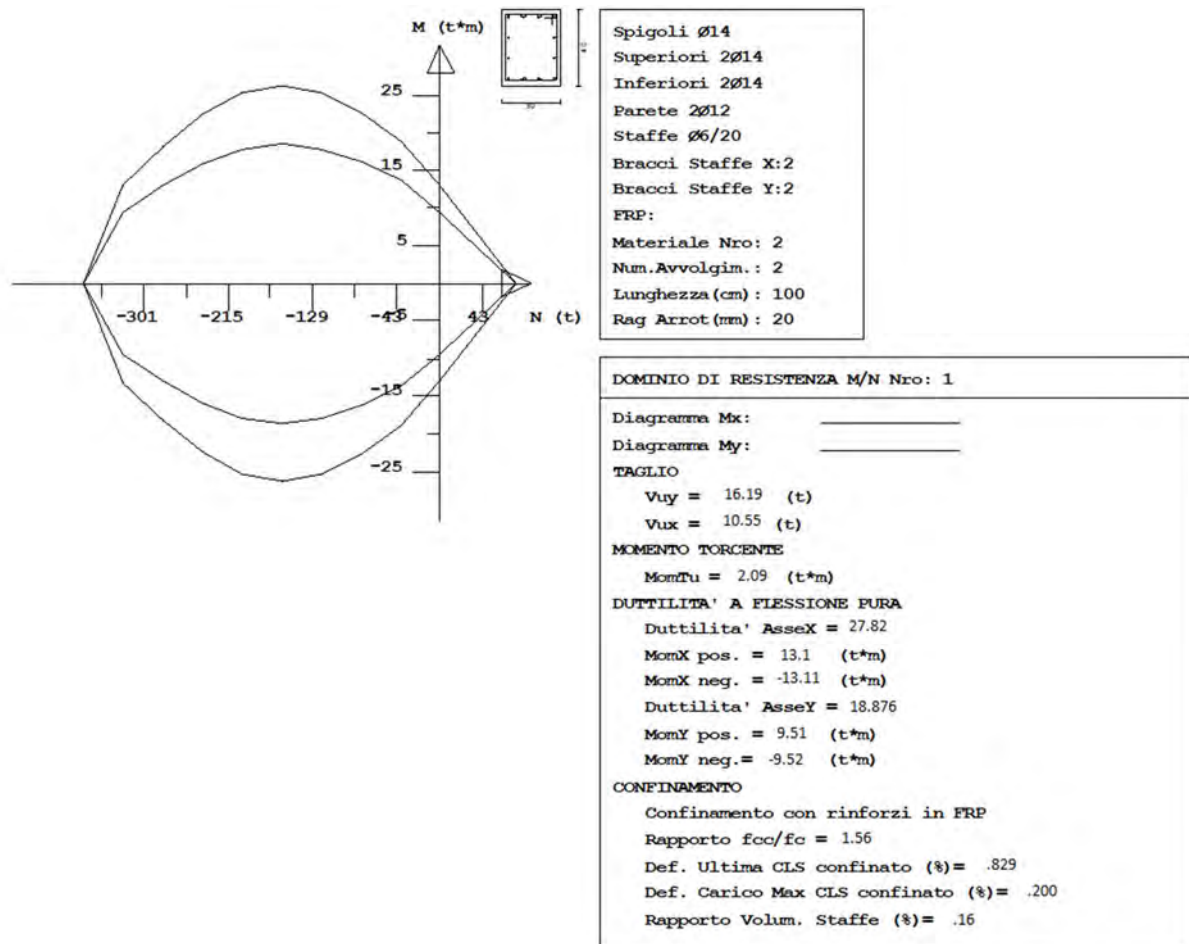 M (t*m)
40
30
25
15
5
-301 -215 -129 -43 43 N (t)
-5
-15
-25
Spigoli Ø14
Superiori 2Ø14
Inferiori 2Ø14
Parete 2Ø12
Staffe Ø6/20
Bracci Staffe X:2
Bracci Staffe Y:2
FRP:
Materiale Nro: 2
Num.Avvolgim.: 2
Lunghezza(cm): 100
Rag Arrot(mm): 20
DOMINIO DI RESISTENZA M/N Nro: 1
Diagramma Mx:
Diagramma My:
TAGLIO
Vuy = 16.19 (t)
Vux = 10.55 (t)
MOMENTO TORCENTE
MomTu = 2.09 (t*m)
DUTTILITA' A FLESSIONE PURA
Duttilita' AsseX = 27.82
MomX pos. = 13.1 (t*m)
MomX neg. = -13.11 (t*m)
Duttilita' AsseY = 18.876
MomY pos. = 9.51 (t*m)
MomY neg.= -9.52 (t*m)
CONFINAMENTO
Confinamento con rinforzi in FRP
Rapporto fcc/fc = 1.56
Def. Ultima CLS confinato (%)= .829
Def. Carico Max CLS confinato (%)= .200
Rapporto Volum. Staffe (%)= .16